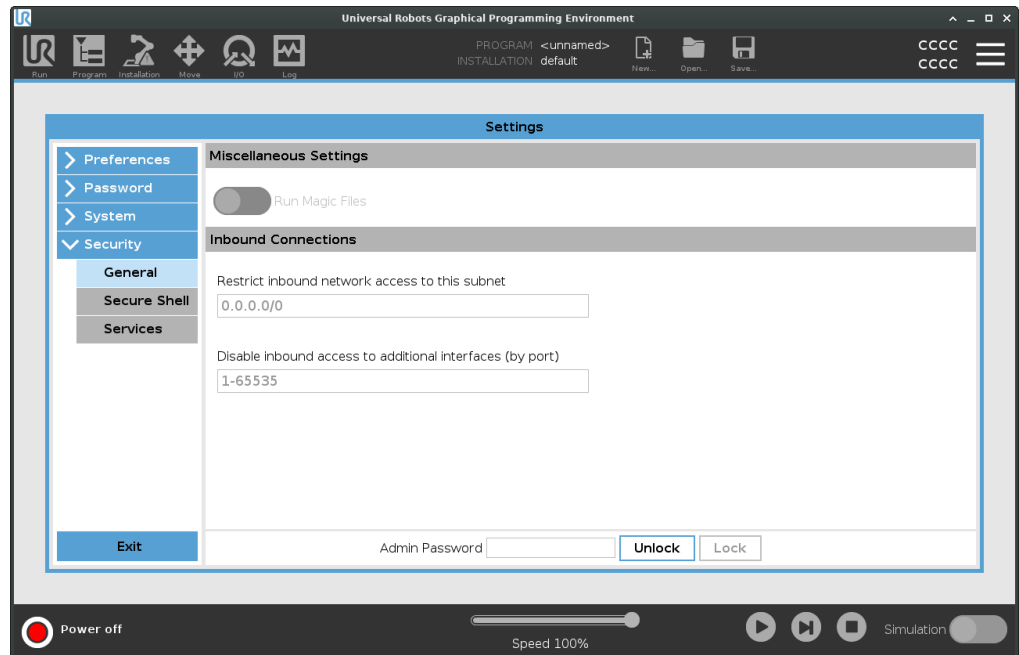 UR
Universal Robots Graphical Programming Environment
UR
PROGRAM <unnamed>
INSTALLATION default
CCCC
CCCC
Run
Program
Installation
Move
I/O
Log
New...
Open...
Save...
Settings
Preferences
Password
System
Security
General
Secure Shell
Services
Exit
Miscellaneous Settings
Run Magic Files
Inbound Connections
Restrict inbound network access to this subnet
0.0.0.0/0
Disable inbound access to additional interfaces (by port)
1-65535
Admin Password
Unlock
Lock
Power off
Speed 100%
Simulation